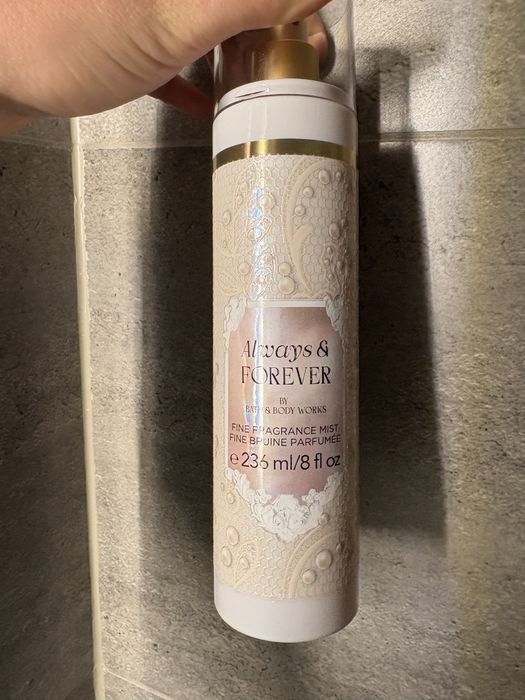 Always &
FOREVER
BY
BATH & BODY WORKS
FINE FRAGRANCE MIST
FINE BRUINE PARFUMÉE
℮ 236 ml/8 fl oz